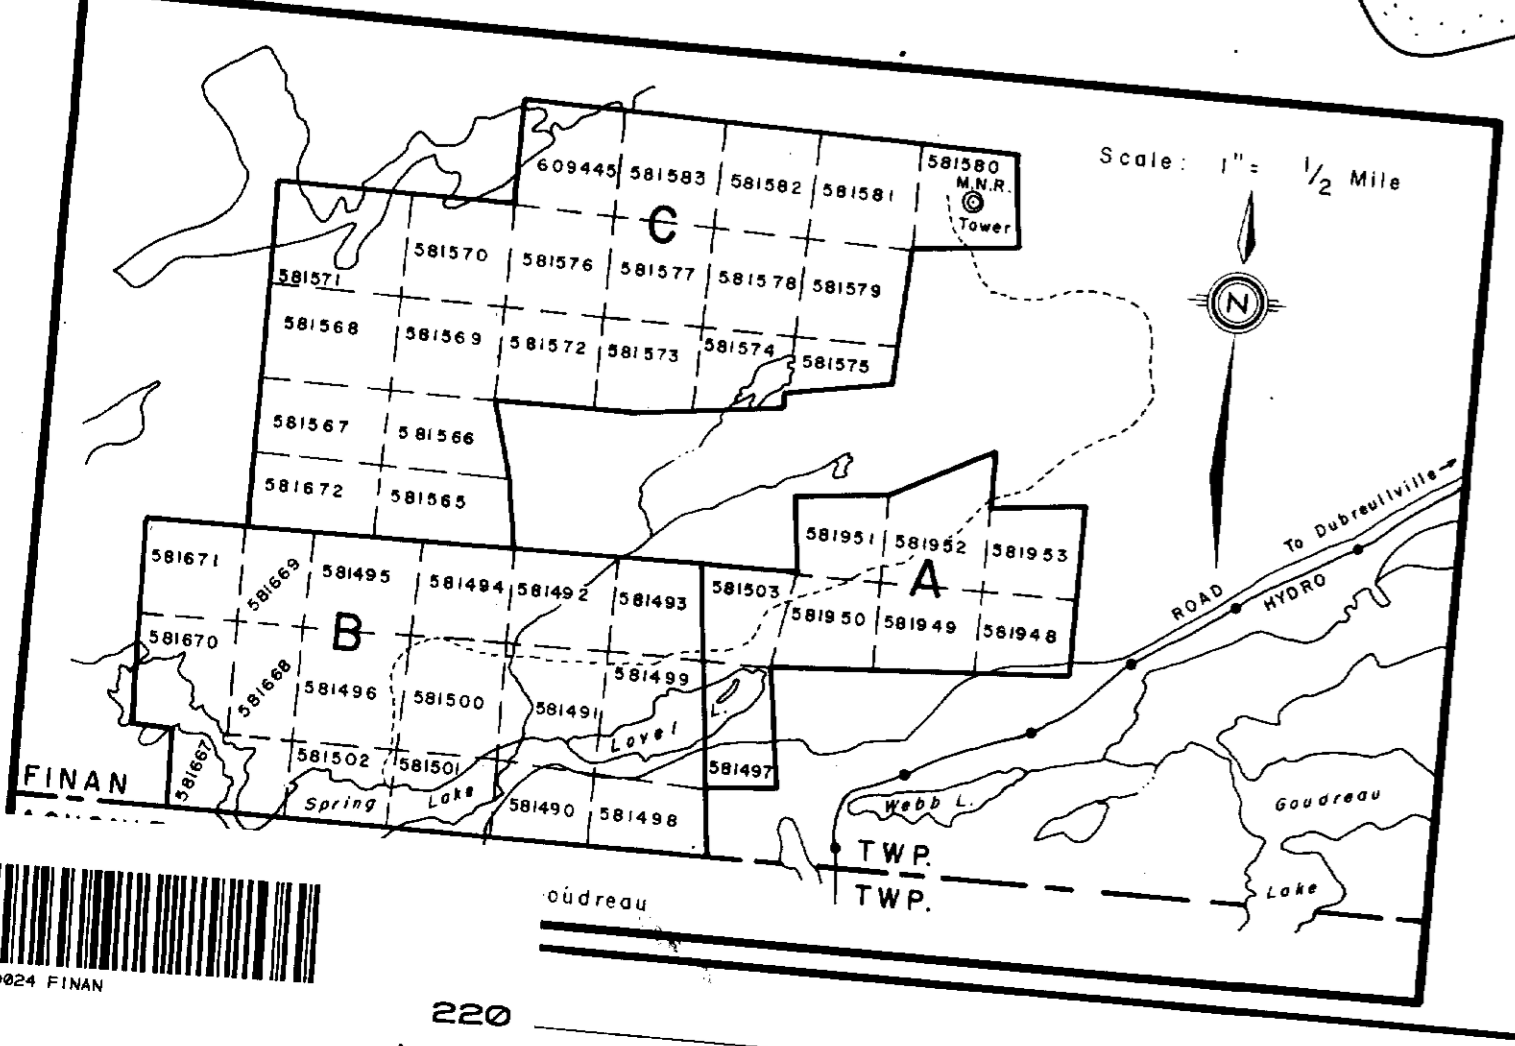 Scale: 1" = 1/2 Mile
581580
M.N.R.
Tower
609445 581583 581582 581581
C
581571 581570 581576 581577 581578 581579
581568 581569 581572 581573 581574 581575
581567 581566
581672 581565
N
To Dubreullville
ROAD
HYDRO
581951 581952 581953
A
581950 581949 581948
581671 581669 581495 581494 581492 581493 581503
B
581670 581668 581496 581500 581491 581499
Lovel L.
581667 581502 581501 581497
Spring Lake
581490 581498
Webb L.
Goudreau
Lake
FINAN
TWP.
TWP.
oudreau
0024 FINAN
220